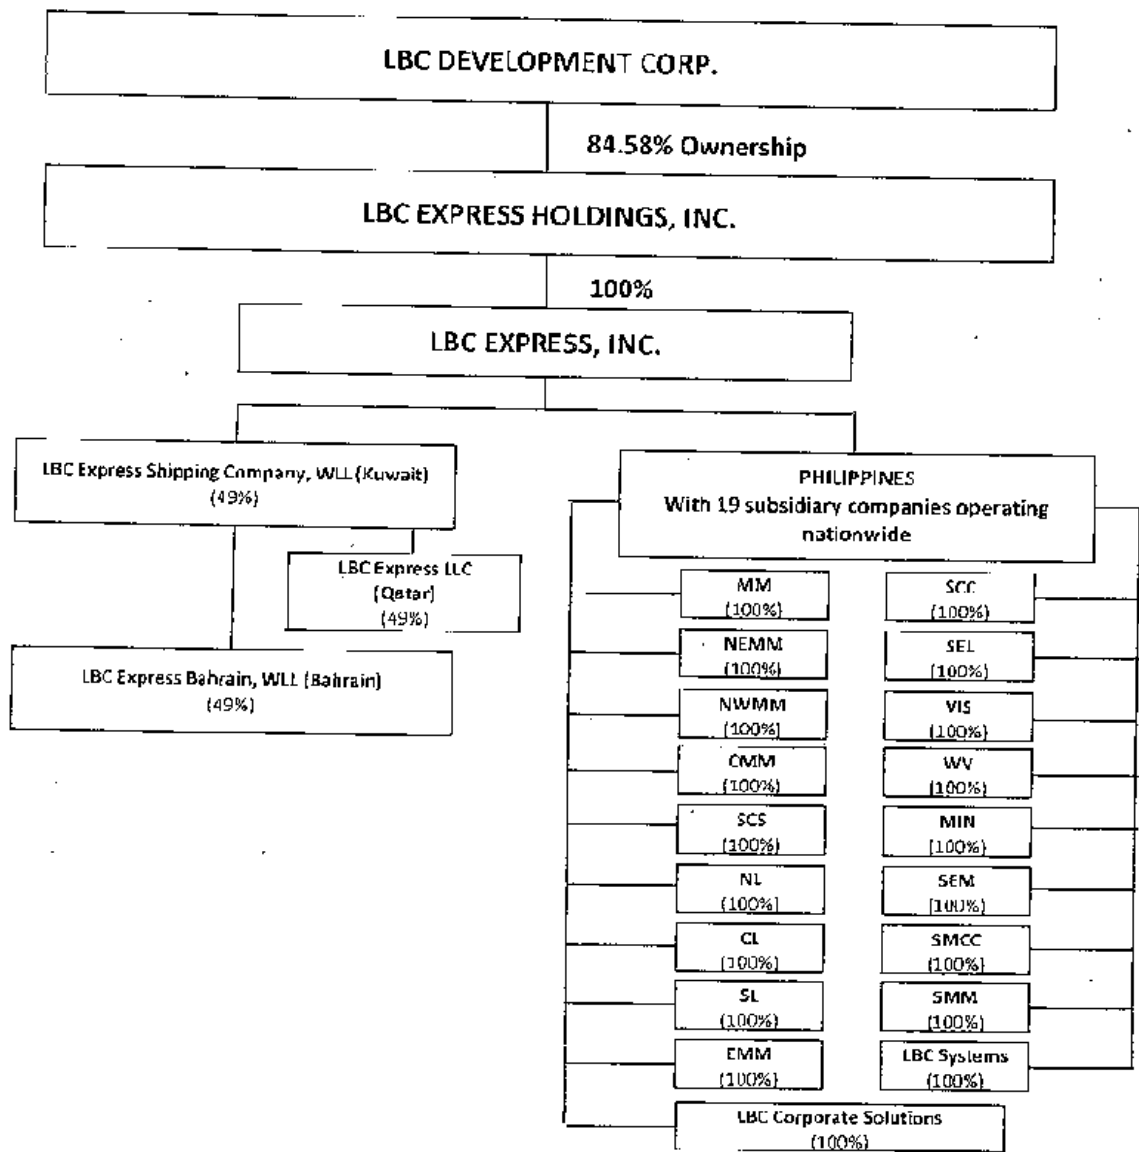 LBC DEVELOPMENT CORP.
84.58% Ownership
LBC EXPRESS HOLDINGS, INC.
100%
LBC EXPRESS, INC.
LBC Express Shipping Company, WLL (Kuwait)
(49%)
LBC Express LLC
(Qatar)
(49%)
LBC Express Bahrain, WLL (Bahrain)
(49%)
PHILIPPINES
With 19 subsidiary companies operating
nationwide
MM
(100%)
NEMM
(100%)
NWMM
(100%)
CMM
(100%)
SCS
(100%)
NL
(100%)
CL
(100%)
SL
(100%)
EMM
(100%)
SCC
(100%)
SEL
(100%)
VIS
(100%)
WV
(100%)
MIN
(100%)
SEM
(100%)
SMCC
(100%)
SMM
(100%)
LBC Systems
(100%)
LBC Corporate Solutions
(100%)